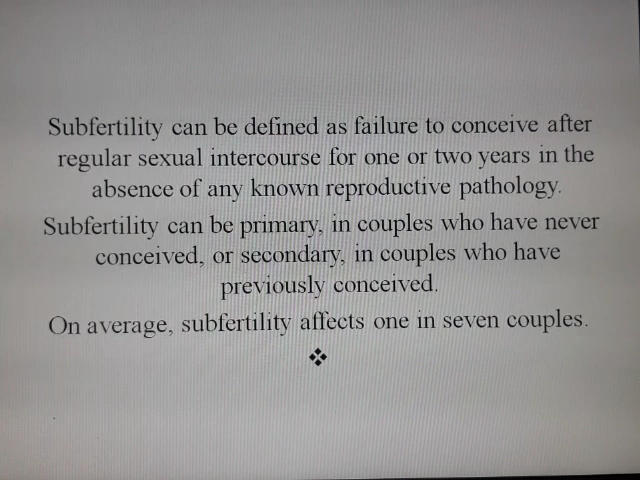 Subfertility can be defined as failure to conceive after
regular sexual intercourse for one or two years in the
absence of any known reproductive pathology.
Subfertility can be primary, in couples who have never
conceived, or secondary, in couples who have
previously conceived.
On average, subfertility affects one in seven couples.
❖